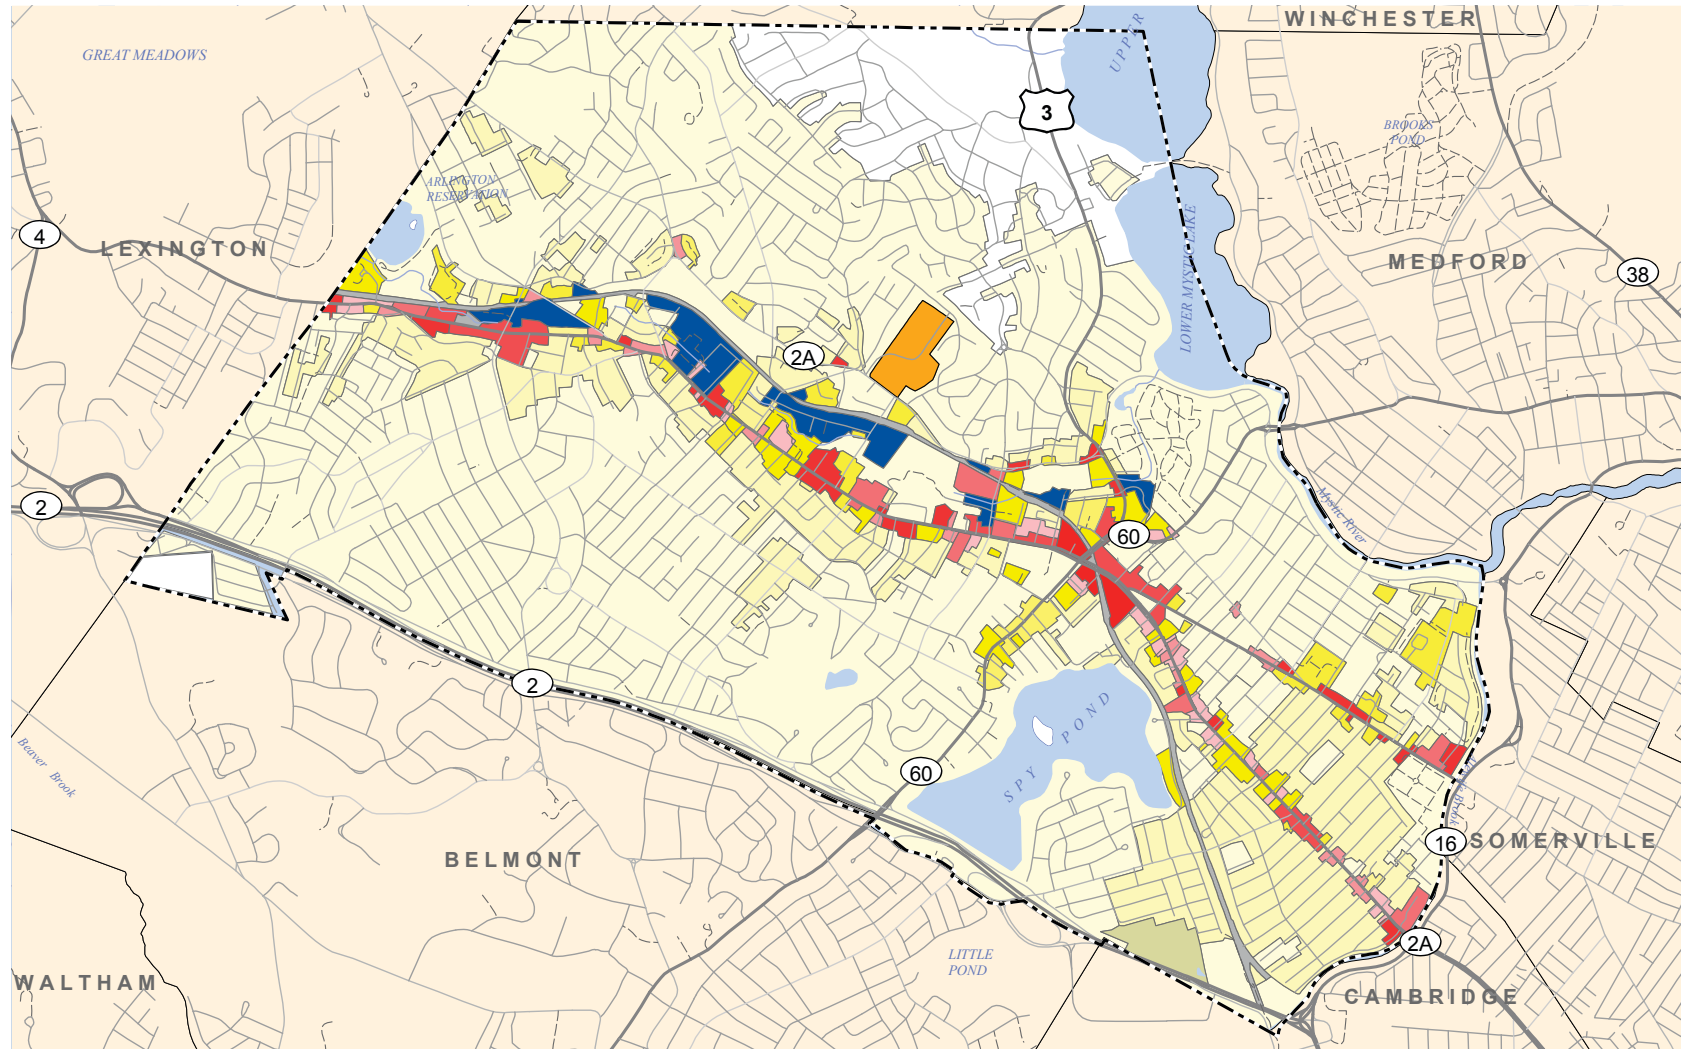 WINCHESTER
UPPER
GREAT MEADOWS
3
BROOKS
POND
ARLINGTON
RESERVATION
4
LEXINGTON
LOWER MYSTIC LAKE
MEDFORD
38
2A
2
Mystic River
60
2
SPY POND
Beaver Brook
60
16
SOMERVILLE
BELMONT
2A
LITTLE
POND
WALTHAM
CAMBRIDGE